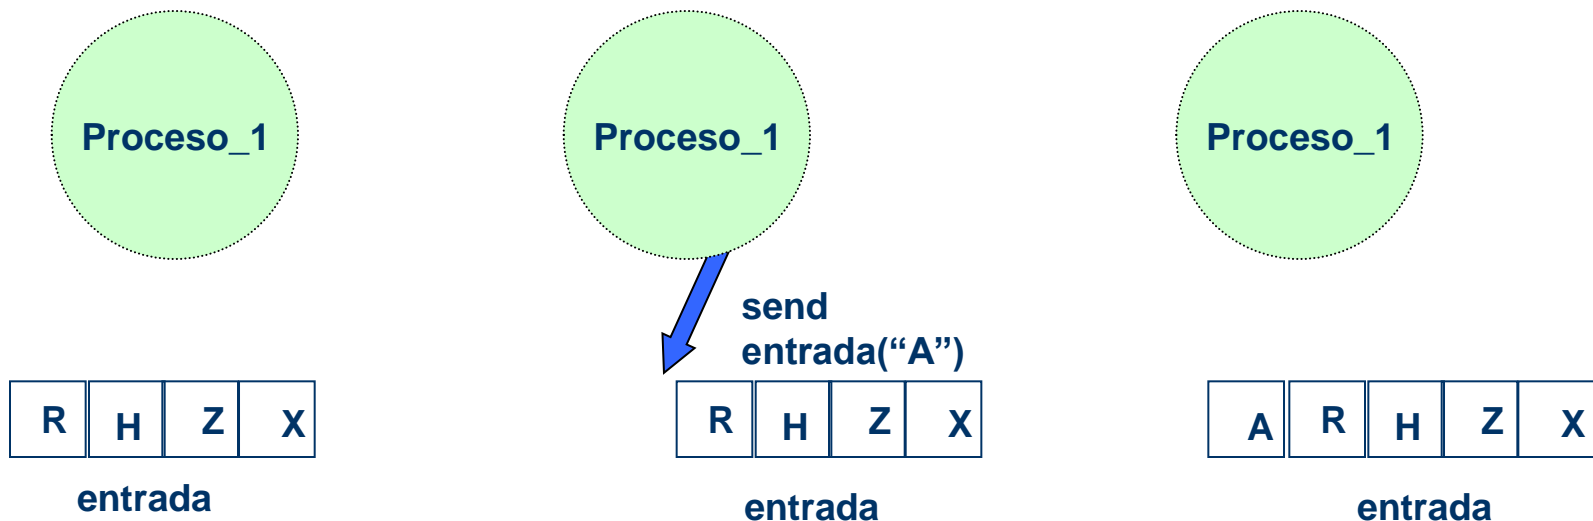 Proceso_1
Proceso_1
Proceso_1
send
entrada(“A”)
R H Z X
R H Z X
A R H Z X
entrada
entrada
entrada